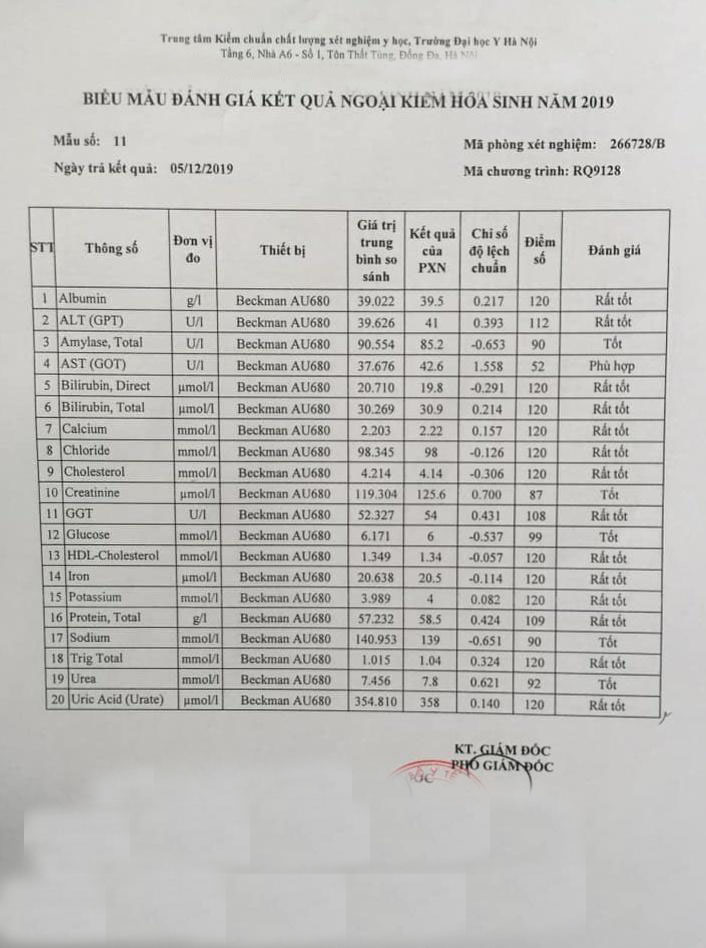 Trung tâm Kiểm chuẩn chất lượng xét nghiệm y học, Trường Đại học Y Hà Nội
Tầng 6, Nhà A6 - Số 1, Tôn Thất Tùng, Đống Đa, Hà Nội
BIỂU MẪU ĐÁNH GIÁ KẾT QUẢ NGOẠI KIỂM HÓA SINH NĂM 2019
Mẫu số: 11
Mã phòng xét nghiệm: 266728/B
Ngày trả kết quả: 05/12/2019
Mã chương trình: RQ9128
STT Thông số Đơn vị đo Thiết bị Giá trị trung bình so sánh Kết quả của PXN Chỉ số độ lệch chuẩn Điểm số Đánh giá
1 Albumin g/l Beckman AU680 39.022 39.5 0.217 120 Rất tốt
2 ALT (GPT) U/l Beckman AU680 39.626 41 0.393 112 Rất tốt
3 Amylase, Total U/l Beckman AU680 90.554 85.2 -0.653 90 Tốt
4 AST (GOT) U/l Beckman AU680 37.676 42.6 1.558 52 Phù hợp
5 Bilirubin, Direct µmol/l Beckman AU680 20.710 19.8 -0.291 120 Rất tốt
6 Bilirubin, Total µmol/l Beckman AU680 30.269 30.9 0.214 120 Rất tốt
7 Calcium mmol/l Beckman AU680 2.203 2.22 0.157 120 Rất tốt
8 Chloride mmol/l Beckman AU680 98.345 98 -0.126 120 Rất tốt
9 Cholesterol mmol/l Beckman AU680 4.214 4.14 -0.306 120 Rất tốt
10 Creatinine µmol/l Beckman AU680 119.304 125.6 0.700 87 Tốt
11 GGT U/l Beckman AU680 52.327 54 0.431 108 Rất tốt
12 Glucose mmol/l Beckman AU680 6.171 6 -0.537 99 Tốt
13 HDL-Cholesterol mmol/l Beckman AU680 1.349 1.34 -0.057 120 Rất tốt
14 Iron µmol/l Beckman AU680 20.638 20.5 -0.114 120 Rất tốt
15 Potassium mmol/l Beckman AU680 3.989 4 0.082 120 Rất tốt
16 Protein, Total g/l Beckman AU680 57.232 58.5 0.424 109 Rất tốt
17 Sodium mmol/l Beckman AU680 140.953 139 -0.651 90 Tốt
18 Trig Total mmol/l Beckman AU680 1.015 1.04 0.324 120 Rất tốt
19 Urea mmol/l Beckman AU680 7.456 7.8 0.621 92 Tốt
20 Uric Acid (Urate) µmol/l Beckman AU680 354.810 358 0.140 120 Rất tốt
KT. GIÁM ĐỐC
PHÓ GIÁM ĐỐC